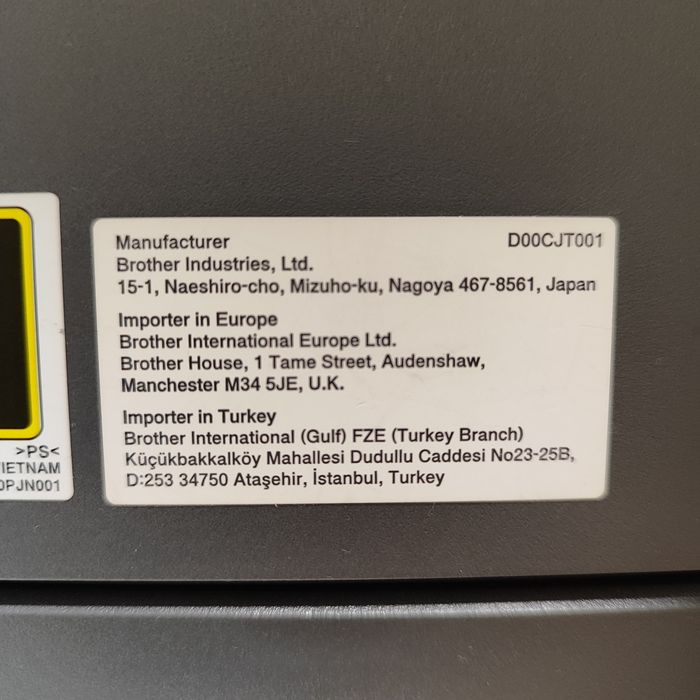 Manufacturer D00CJT001
Brother Industries, Ltd.
15-1, Naeshiro-cho, Mizuho-ku, Nagoya 467-8561, Japan
Importer in Europe
Brother International Europe Ltd.
Brother House, 1 Tame Street, Audenshaw,
Manchester M34 5JE, U.K.
Importer in Turkey
Brother International (Gulf) FZE (Turkey Branch)
Küçükbakkalköy Mahallesi Dudullu Caddesi No23-25B,
D:253 34750 Ataşehir, İstanbul, Turkey
>PS<